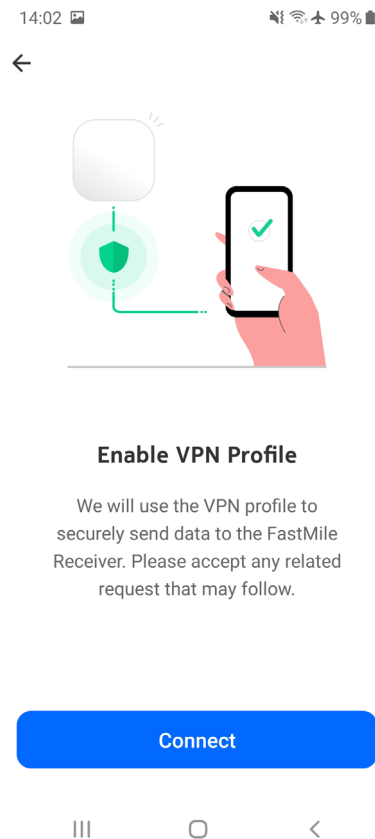 14:02 99%
Enable VPN Profile
We will use the VPN profile to
securely send data to the FastMile
Receiver. Please accept any related
request that may follow.
Connect